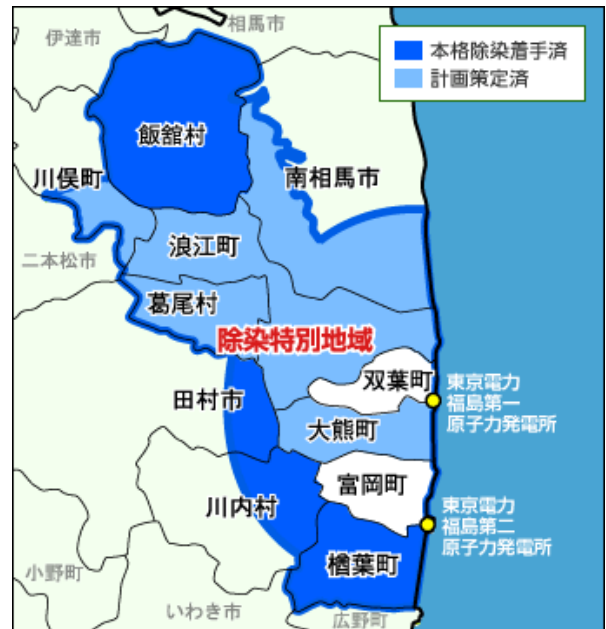 相馬市
伊達市
本格除染着手済
計画策定済
飯舘村
川俣町
南相馬市
浪江町
二本松市
葛尾村
除染特別地域
双葉町
東京電力
福島第一
原子力発電所
田村市
大熊町
富岡町
川内村
東京電力
福島第二
原子力発電所
楢葉町
小野町
いわき市
広野町